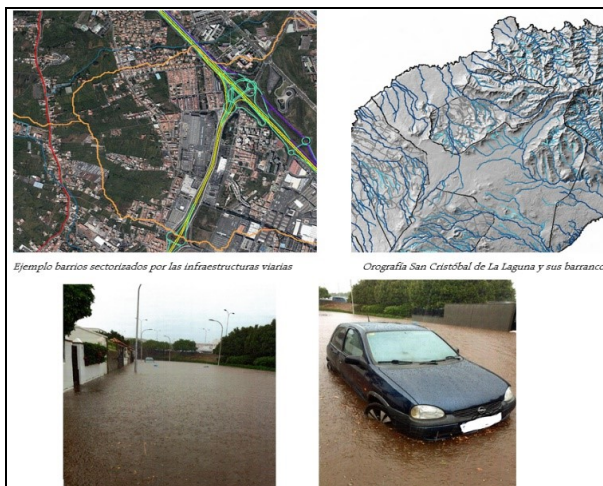 Ejemplo barrios sectorizados por las infraestructuras viarias
Orografía San Cristóbal de La Laguna y sus barranco